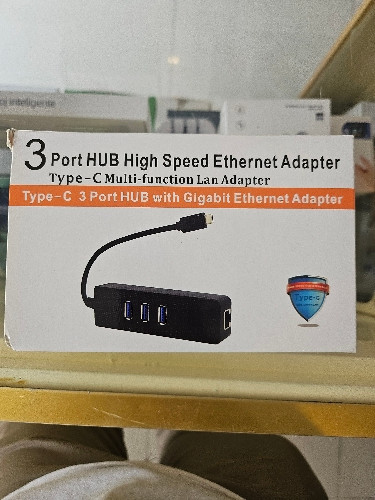 3 Port HUB High Speed Ethernet Adapter
Type-C Multi-function Lan Adapter
Type-C 3 Port HUB with Gigabit Ethernet Adapter
Type-c
inteligente